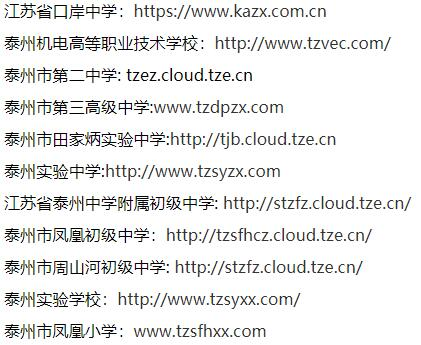 江苏省口岸中学：https://www.kazx.com.cn
泰州机电高等职业技术学校：http://www.tzvec.com/
泰州市第二中学: tzez.cloud.tze.cn
泰州市第三高级中学:www.tzdpzx.com
泰州市田家炳实验中学:http://tjb.cloud.tze.cn
泰州实验中学:http://www.tzsyzx.com
江苏省泰州中学附属初级中学: http://stzfz.cloud.tze.cn/
泰州市凤凰初级中学：http://tzsfhcz.cloud.tze.cn/
泰州市周山河初级中学: http://stzfz.cloud.tze.cn/
泰州实验学校：http://www.tzsyxx.com/
泰州市凤凰小学：www.tzsfhxx.com